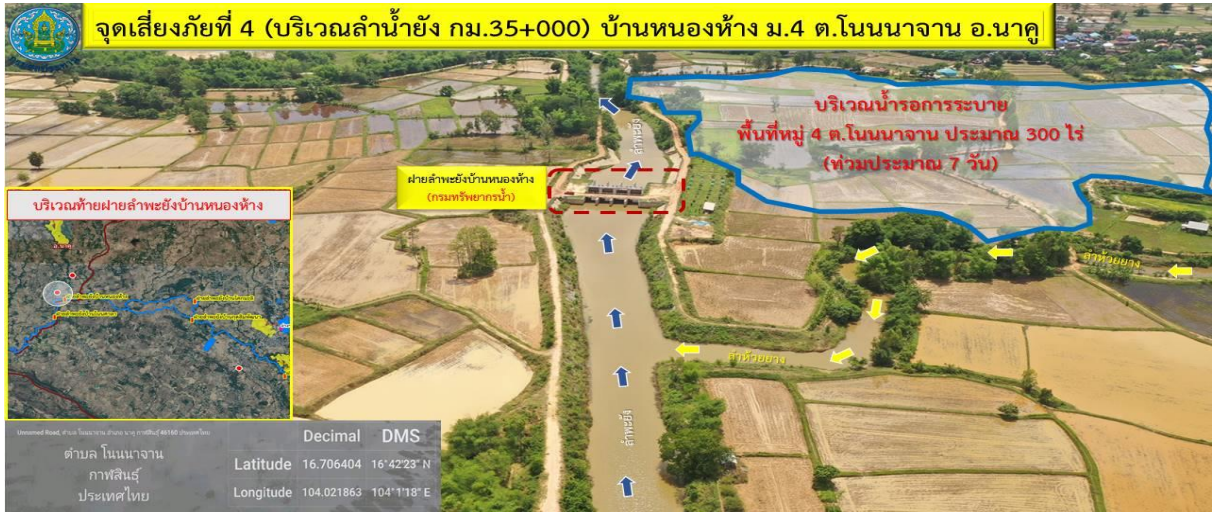 จุดเสี่ยงภัยที่ 4 (บริเวณลำน้ำยัง กม.35+000) บ้านหนองห้าง ม.4 ต.โนนนาจาน อ.นาคู
บริเวณน้ำรอการระบาย
พื้นที่หมู่ 4 ต.โนนนาจาน ประมาณ 300 ไร่
(ท่วมประมาณ 7 วัน)
ลำพะยัง
ฝายลำพะยังบ้านหนองห้าง
(กรมทรัพยากรน้ำ)
บริเวณท้ายฝายลำพะยังบ้านหนองห้าง
อ.นาคู
ลำห้วยยาง
ลำห้วยยาง
ลำพะยัง
ตำบล โนนนาจาน
กาฬสินธุ์
ประเทศไทย
Decimal DMS
Latitude 16.706404 16°42'23" N
Longitude 104.021863 104°1'18" E